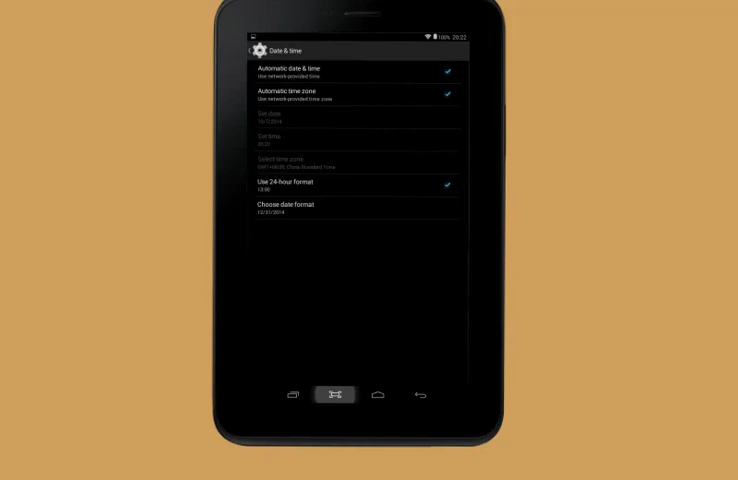 100% 20:22
Date & time
Automatic date & time
Use network-provided time
Automatic time zone
Use network-provided time zone
Set date
10/7/2014
Set time
20:22
Select time zone
GMT+08:00, China Standard Time
Use 24-hour format
13:00
Choose date format
12/31/2014